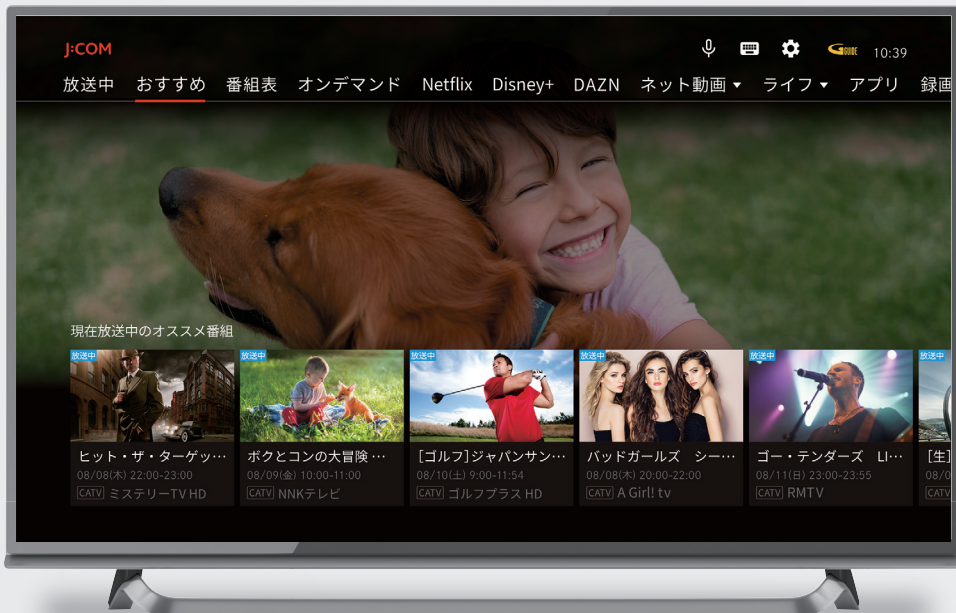 J:COM
GGUIDE 10:39
放送中 おすすめ 番組表 オンデマンド Netflix Disney+ DAZN ネット動画 ▼ ライフ ▼ アプリ 録画
現在放送中のオススメ番組
放送中 放送中 放送中 放送中 放送中 放送中
ヒット・ザ・ターゲッ… ボクとコンの大冒険 … [ゴルフ]ジャパンサン… バッドガールズ シー… ゴー・テンダーズ LI… [生]
08/08(木) 22:00-23:00 08/09(金) 10:00-11:00 08/10(土) 9:00-11:54 08/08(木) 20:00-22:00 08/11(日) 23:00-23:55 08/0
CATV ミステリーTV HD CATV NNKテレビ CATV ゴルフプラス HD CATV A Girl! tv CATV RMTV CATV